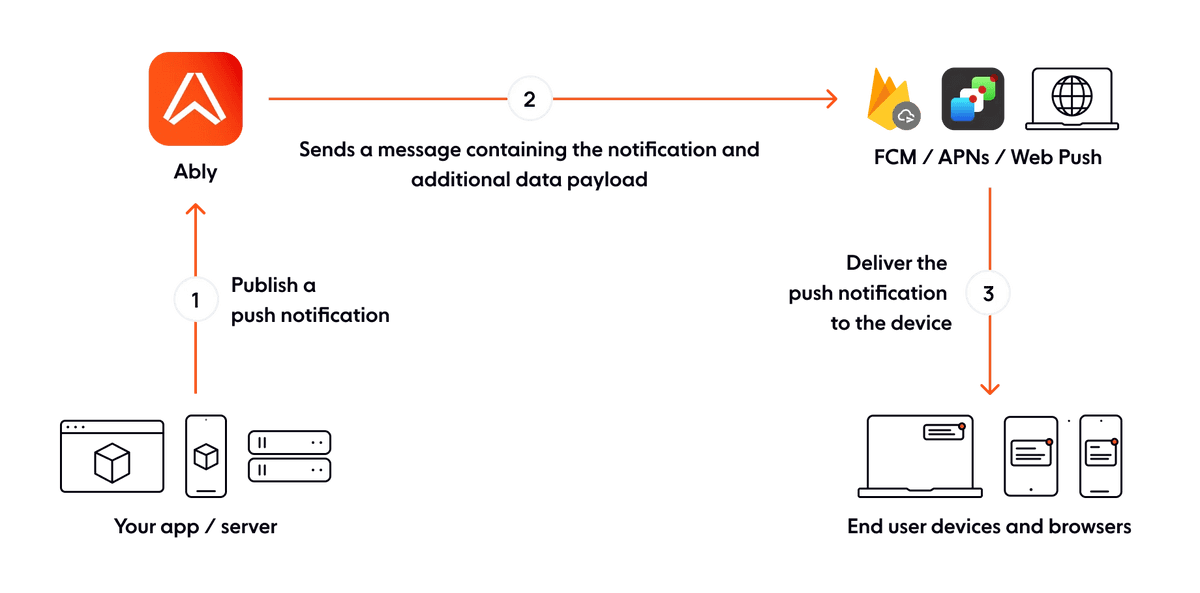 Ably
2
Sends a message containing the notification and
additional data payload
FCM / APNs / Web Push
1
Publish a
push notification
Deliver the
push notification
to the device
3
Your app / server
End user devices and browsers